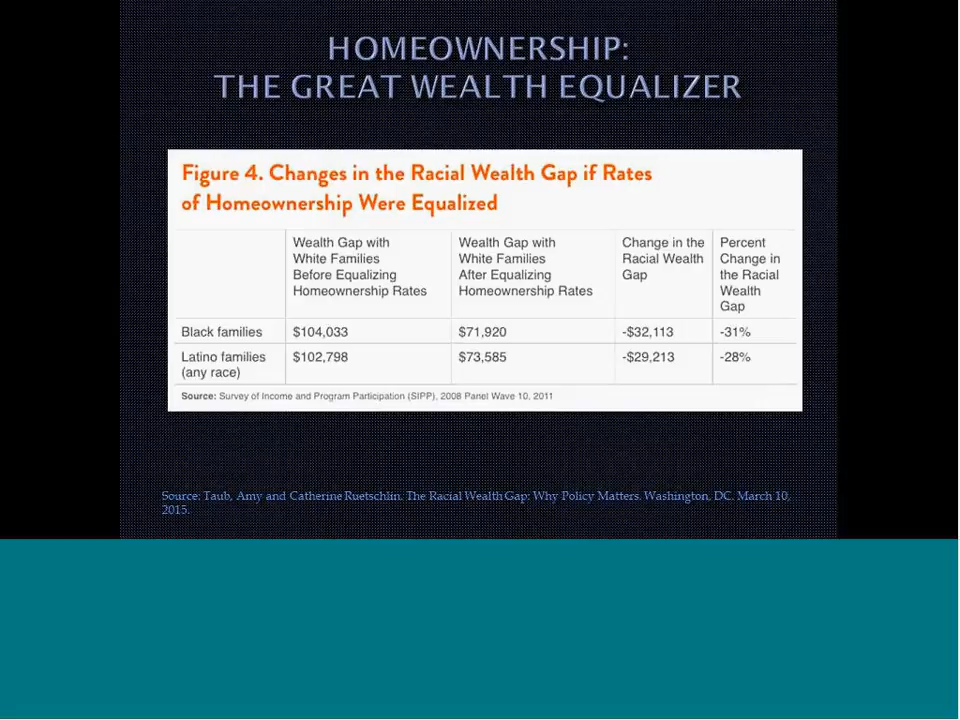 HOMEOWNERSHIP:
THE GREAT WEALTH EQUALIZER
Figure 4. Changes in the Racial Wealth Gap if Rates
of Homeownership Were Equalized
Wealth Gap with
White Families
Before Equalizing
Homeownership Rates
Wealth Gap with
White Families
After Equalizing
Homeownership Rates
Change in the
Racial Wealth
Gap
Percent
Change in
the Racial
Wealth
Gap
Black families $104,033 $71,920 -$32,113 -31%
Latino families $102,798 $73,585 -$29,213 -28%
(any race)
Source: Survey of Income and Program Participation (SIPP), 2008 Panel Wave 10, 2011
Source: Taub, Amy and Catherine Ruetschlin. The Racial Wealth Gap: Why Policy Matters. Washington, DC. March 10,
2015.